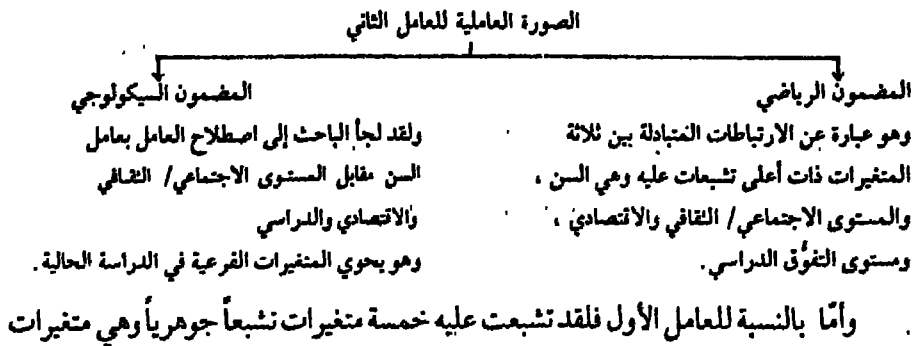 الصورة العاملية للعامل الثاني
المضمون الرياضي
وهو عبارة عن الارتباطات المتبادلة بين ثلاثة
المتغيرات ذات أعلى تشبعات عليه وهي السن ،
والمستوى الاجتماعي/ الثقافي والاقتصادي ،
ومستوى التفوُّق الدراسي.
المضمون السيكولوجي
ولقد لجأ الباحث إلى اصطلاح العامل بعامل
السن مقابل المستوى الاجتماعي/ الثقافي
والاقتصادي والدراسي
وهو يحوي المتغيرات الفرعية في الدراسة الحالية.
وأمّا بالنسبة للعامل الأول فلقد تشبعت عليه خمسة متغيرات تشبعاً جوهرياً وهي متغيرات